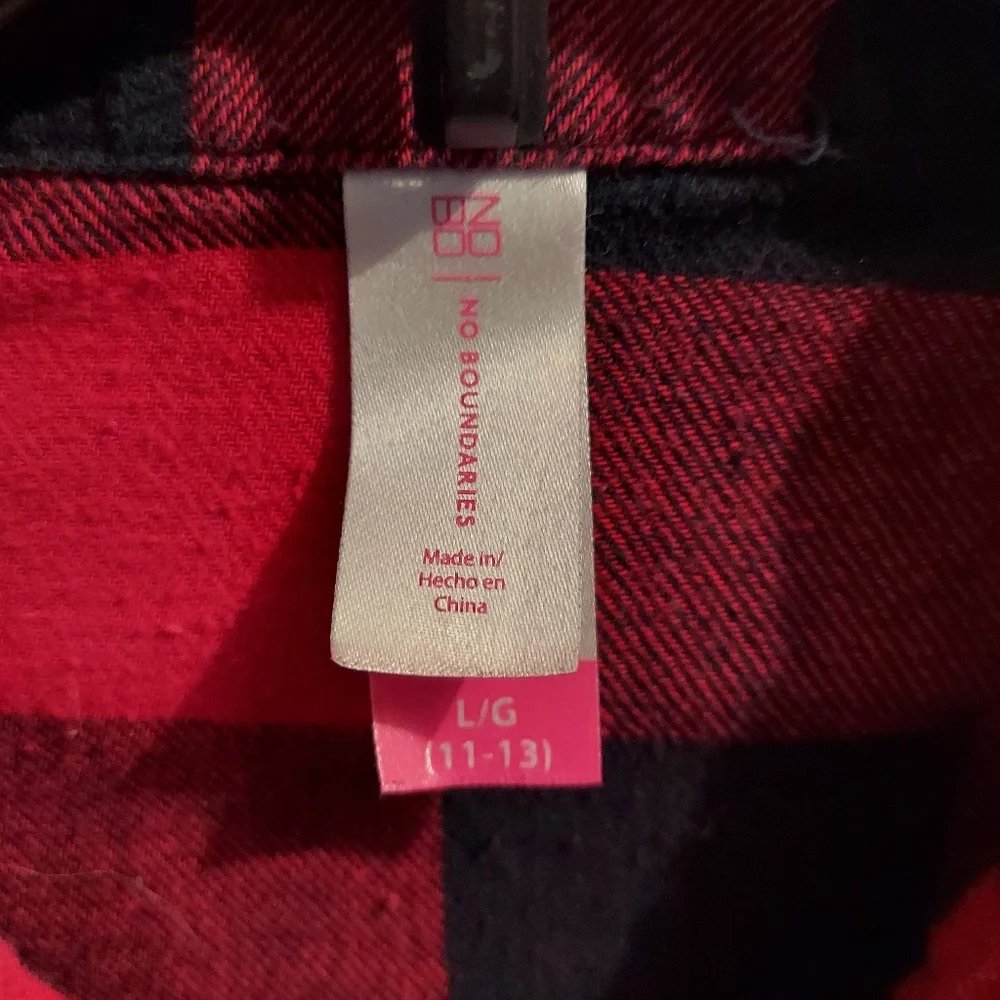 NO
BO
NO BOUNDARIES
Made in/
Hecho en
China
L/G
(11-13)